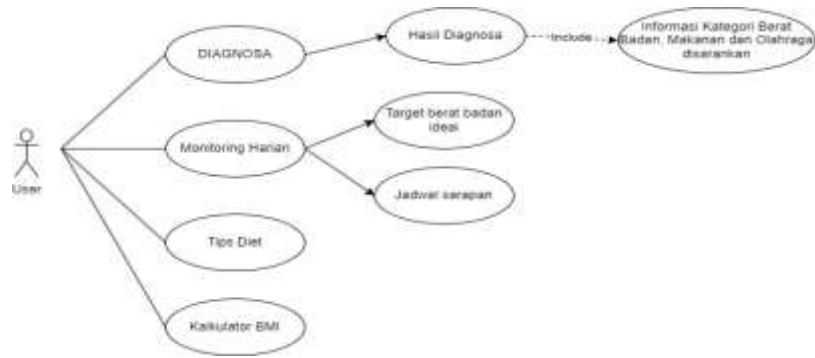 DIAGNOSA
Hasil Diagnosa
Include
Informasi Kategori Berat
Badan, Makanan dan Olahraga
disarankan
Monitoring Harian
Target berat badan
ideal
Jadwal sarapan
User
Tips Diet
Kalkulator BMI